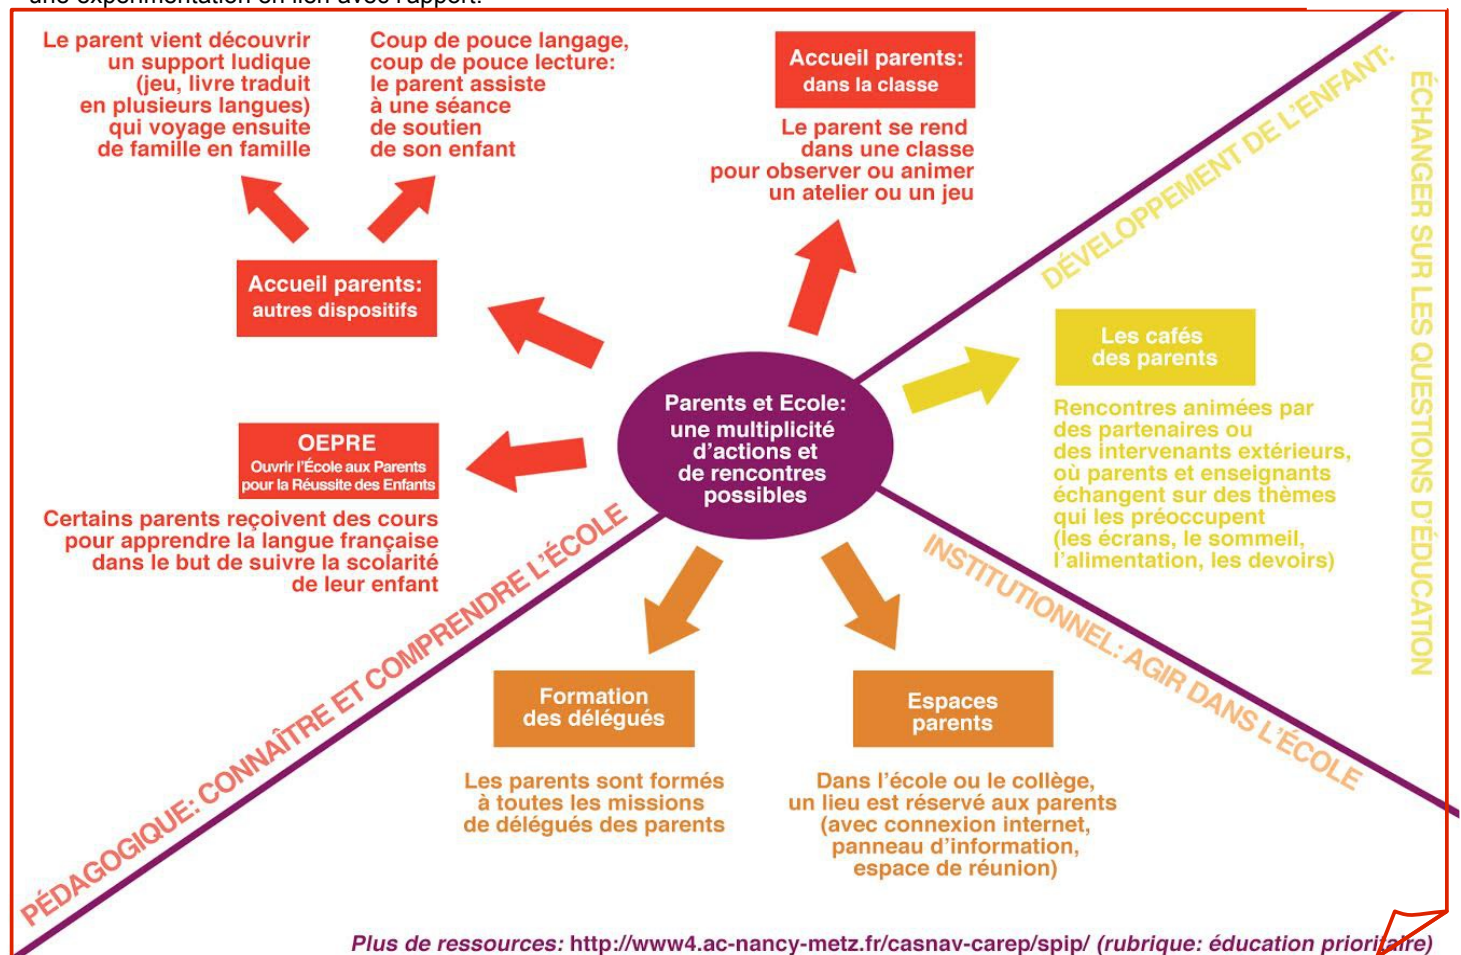 une expérimentation en lien avec l'rapport.
Le parent vient découvrir
un support ludique
(jeu, livre traduit
en plusieurs langues)
qui voyage ensuite
de famille en famille
Coup de pouce langage,
coup de pouce lecture:
le parent assiste
à une séance
de soutien
de son enfant
Accueil parents:
dans la classe
Le parent se rend
dans une classe
pour observer ou animer
un atelier ou un jeu
DÉVELOPPEMENT DE L'ENFANT:
ÉCHANGER SUR LES QUESTIONS D'ÉDUCATION
Accueil parents:
autres dispositifs
Les cafés
des parents
Rencontres animées par
des partenaires ou
des intervenants extérieurs,
où parents et enseignants
échangent sur des thèmes
qui les préoccupent
(les écrans, le sommeil,
l'alimentation, les devoirs)
Parents et Ecole:
une multiplicité
d'actions et
de rencontres
possibles
OEPRE
Ouvrir l'École aux Parents
pour la Réussite des Enfants
Certains parents reçoivent des cours
pour apprendre la langue française
dans le but de suivre la scolarité
de leur enfant
PÉDAGOGIQUE: CONNAÎTRE ET COMPRENDRE L'ÉCOLE
INSTITUTIONNEL: AGIR DANS L'ÉCOLE
Formation
des délégués
Les parents sont formés
à toutes les missions
de délégués des parents
Espaces
parents
Dans l'école ou le collège,
un lieu est réservé aux parents
(avec connexion internet,
panneau d'information,
espace de réunion)
Plus de ressources: http://www4.ac-nancy-metz.fr/casnav-carep/spip/ (rubrique: éducation prioritaire)